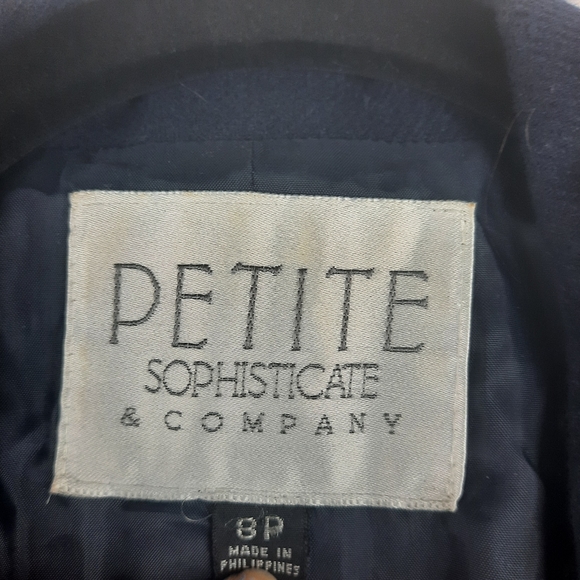 PETITE
SOPHISTICATE
& COMPANY
8P
MADE IN
PHILIPPINES